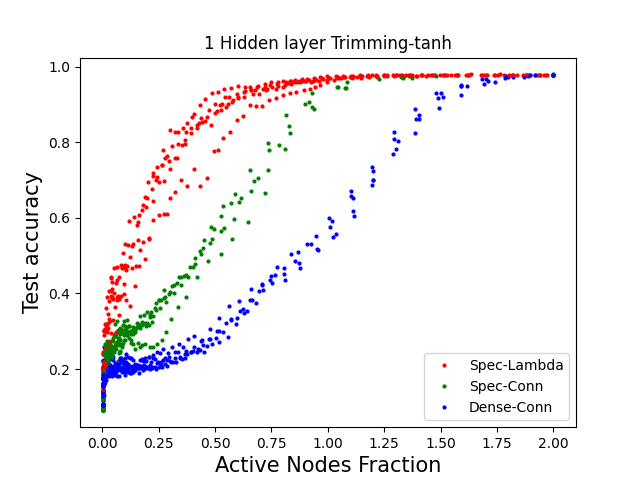 1 Hidden layer Trimming-tanh
Test accuracy
1.0
0.8
0.6
0.4
0.2
Spec-Lambda
Spec-Conn
Dense-Conn
0.00 0.25 0.50 0.75 1.00 1.25 1.50 1.75 2.00
Active Nodes Fraction